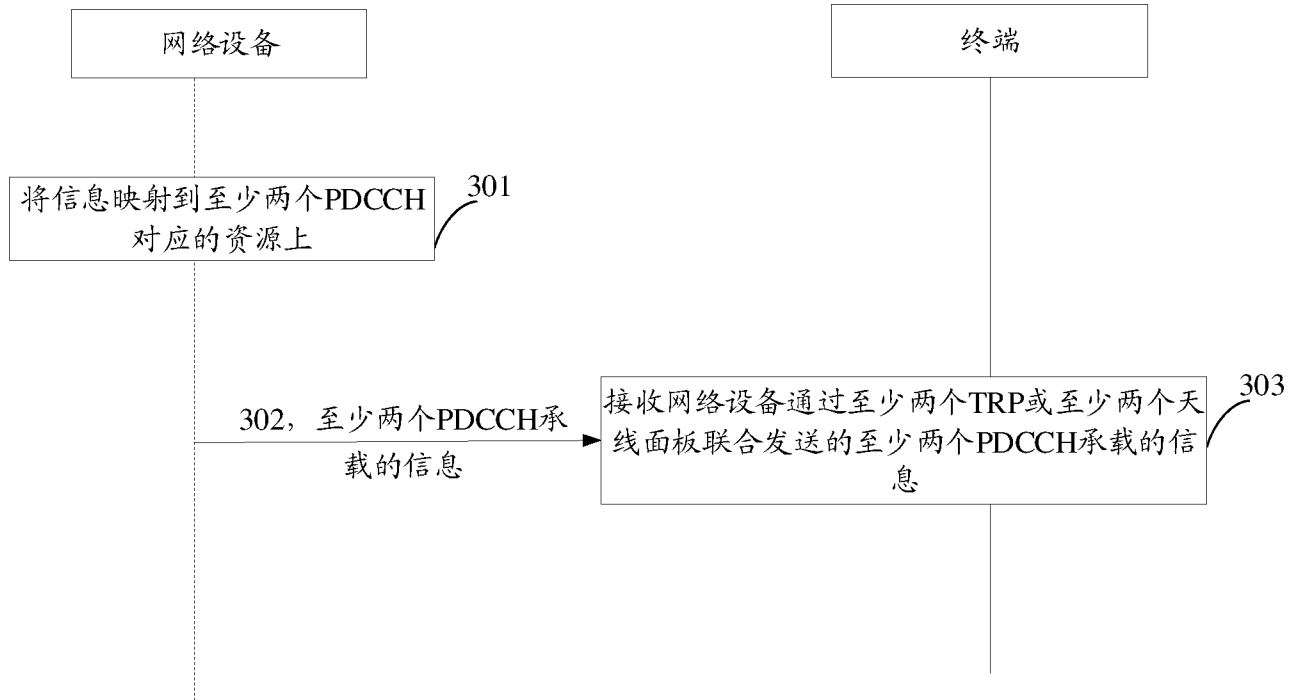 网络设备
终端
将信息映射到至少两个PDCCH
对应的资源上
301
302，至少两个PDCCH承
载的信息
接收网络设备通过至少两个TRP或至少两个天
线面板联合发送的至少两个PDCCH承载的信
息
303